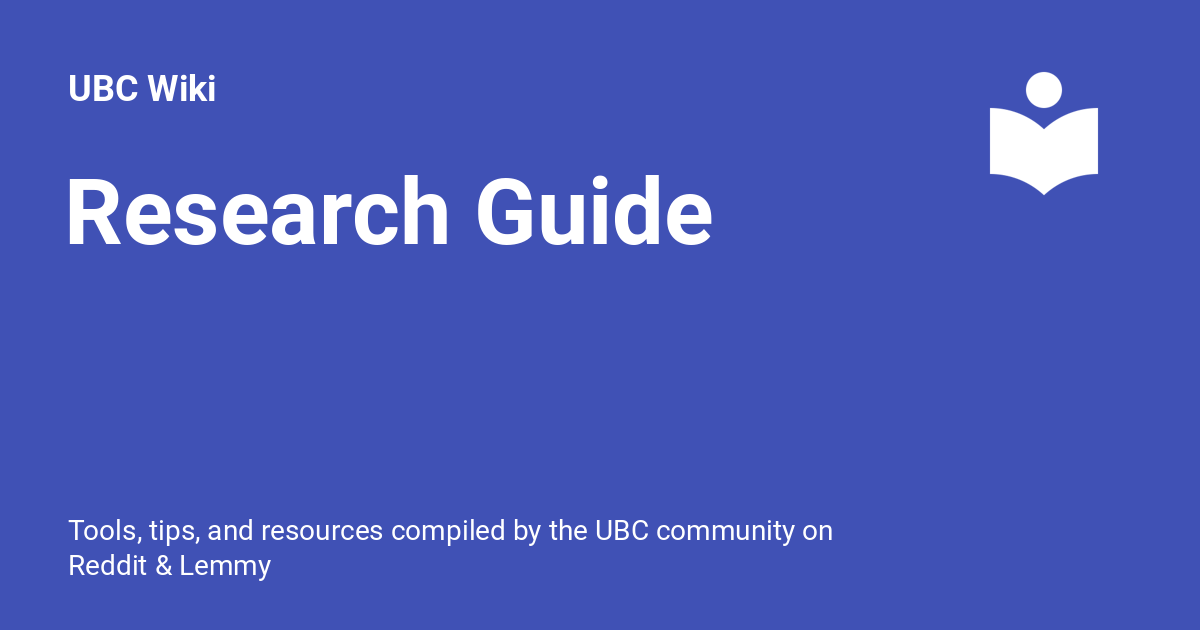 UBC Wiki
Research Guide
Tools, tips, and resources compiled by the UBC community on
Reddit & Lemmy